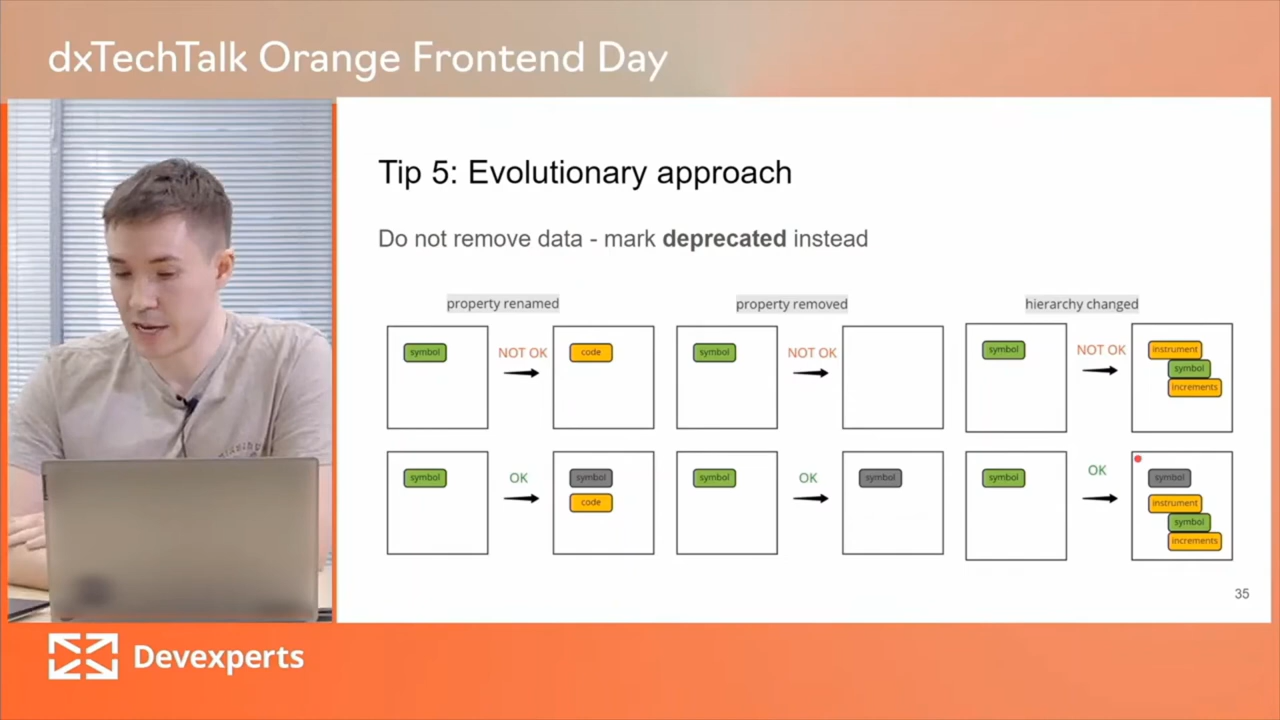 dxTechTalk Orange Frontend Day
Tip 5: Evolutionary approach
Do not remove data - mark deprecated instead
property renamed
property removed
hierarchy changed
symbol
NOT OK
code
symbol
NOT OK
symbol
NOT OK
instrument
symbol
increments
symbol
OK
symbol
code
symbol
OK
symbol
symbol
OK
symbol
instrument
symbol
increments
35
Devexperts